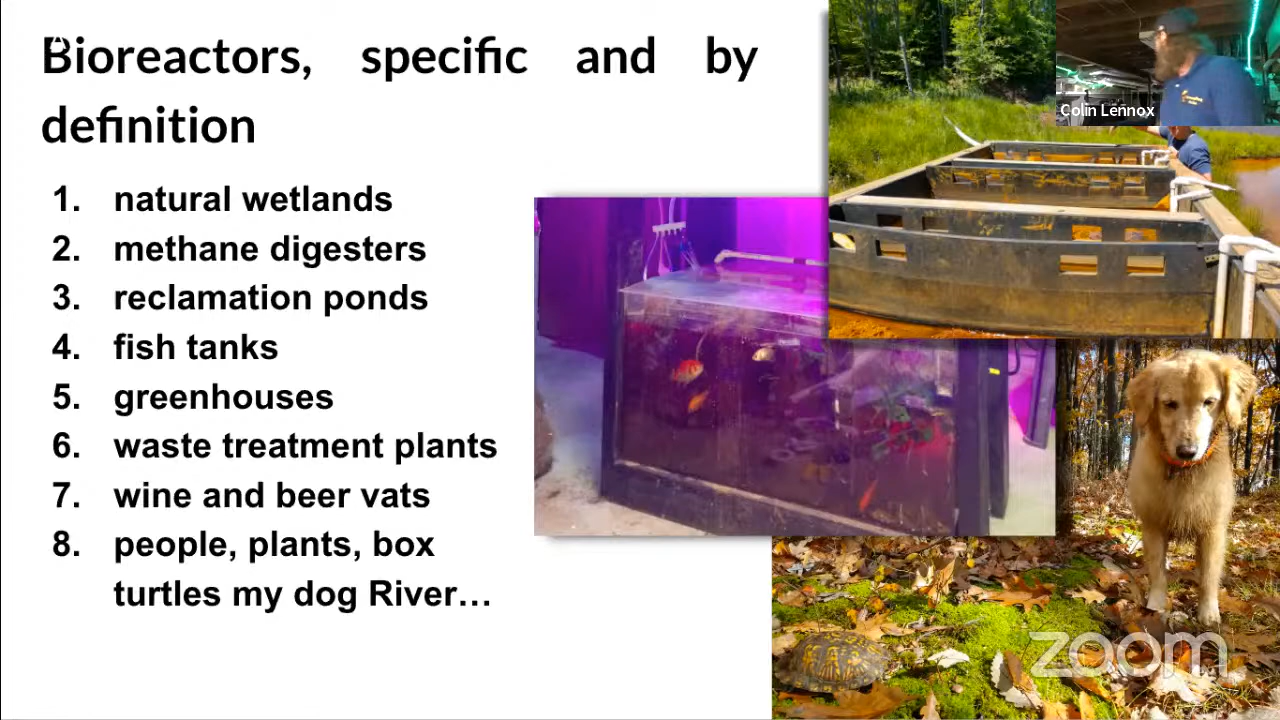 Bioreactors, specific and by
definition
1. natural wetlands
2. methane digesters
3. reclamation ponds
4. fish tanks
5. greenhouses
6. waste treatment plants
7. wine and beer vats
8. people, plants, box
turtles my dog River…
Colin Lennox
zoom